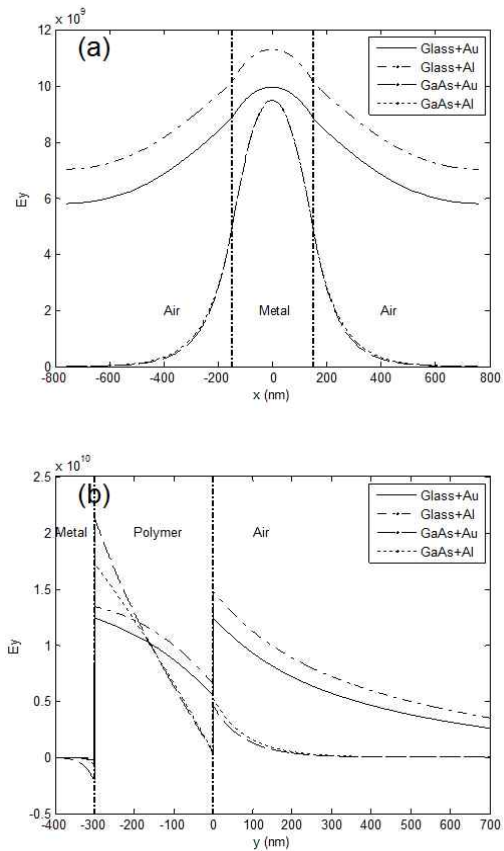 x 10^9
(a)
Glass+Au
Glass+Al
GaAs+Au
GaAs+Al
12
10
8
6
4
2
0
Ey
Air
Metal
Air
-800
-600
-400
-200
0
200
400
600
800
x (nm)
x 10^10
(b)
Glass+Au
Glass+Al
GaAs+Au
GaAs+Al
Metal
Polymer
Air
2.5
2.0
1.5
1.0
0.5
0
-0.5
Ey
-400
-300
-200
-100
0
100
200
300
400
500
600
700
y (nm)